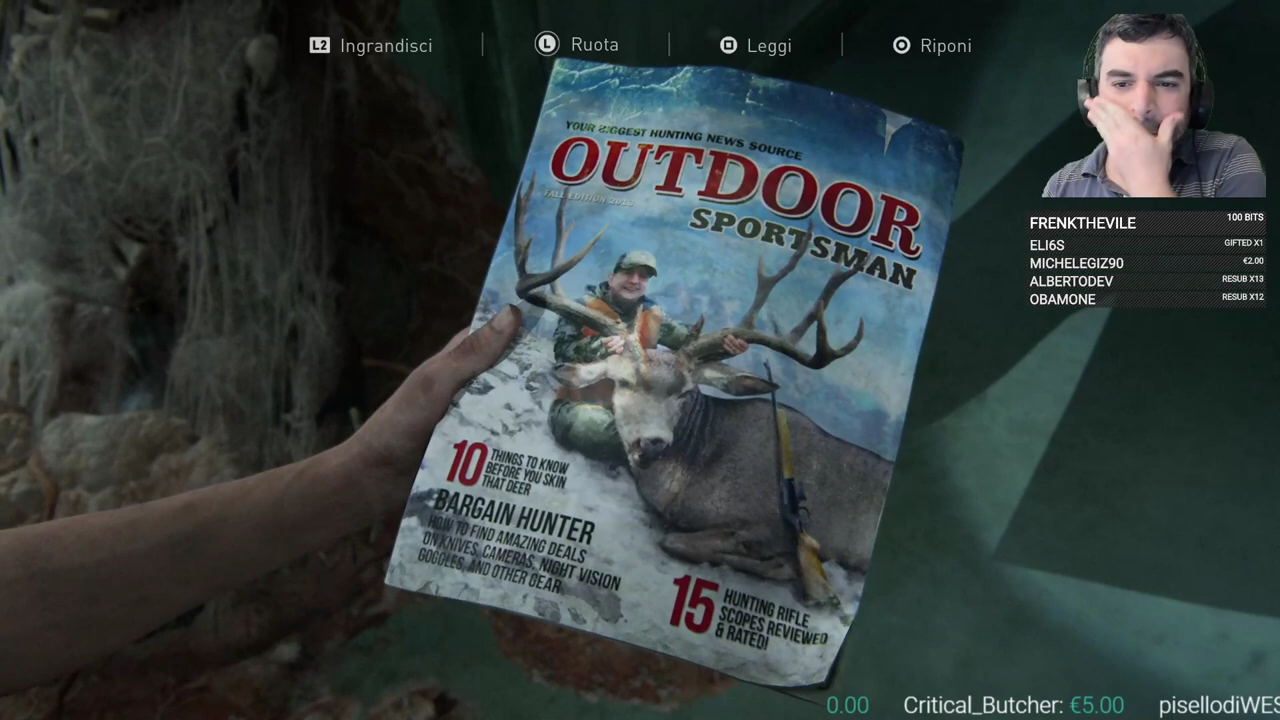 L2 Ingrandisci
L Ruota
Leggi
Riponi
YOUR BIGGEST HUNTING NEWS SOURCE
OUTDOOR
FALL EDITION
SPORTSMAN
10 THINGS TO KNOW
BEFORE YOU SKIN
THAT DEER
BARGAIN HUNTER
HOW TO FIND AMAZING DEALS
ON KNIVES, CAMERAS, NIGHT VISION
GOGGLES, AND OTHER GEAR
15 HUNTING RIFLE
SCOPES REVIEWED
& RATED!
FRENKTHEVILE 100 BITS
ELI6S GIFTED X1
MICHELEGIZ90 €2.00
ALBERTODEV RESUB X13
OBAMONE RESUB X12
0.00 Critical_Butcher: €5.00 pisellodiWES